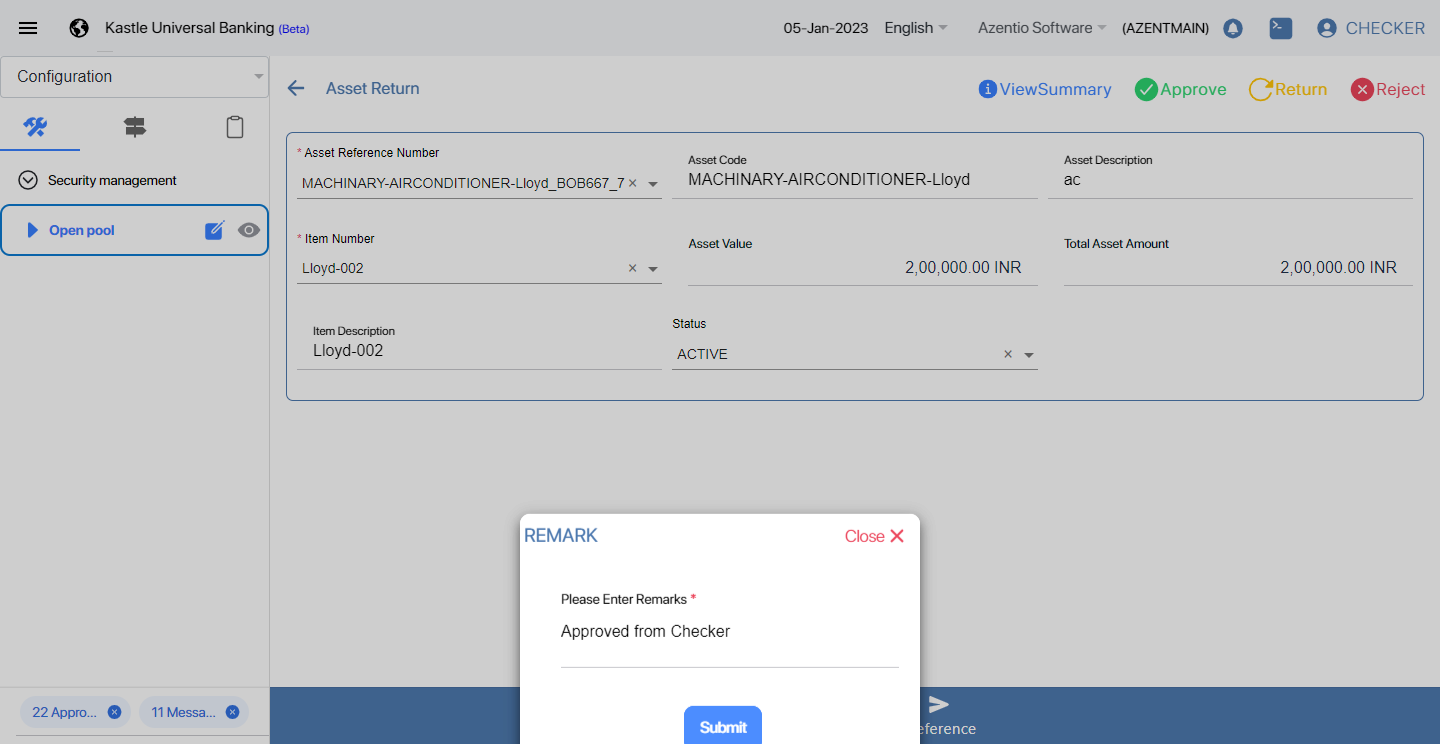 Kastle Universal Banking (Beta)
05-Jan-2023 English Azentio Software (AZENTMAIN) CHECKER
Configuration
Asset Return
ViewSummary Approve Return Reject
Security management
Open pool
* Asset Reference Number
MACHINARY-AIRCONDITIONER-Lloyd_BOB667_7
Asset Code
MACHINARY-AIRCONDITIONER-Lloyd
Asset Description
ac
* Item Number
Lloyd-002
Asset Value
2,00,000.00 INR
Total Asset Amount
2,00,000.00 INR
Item Description
Lloyd-002
Status
ACTIVE
REMARK
Close
Please Enter Remarks *
Approved from Checker
Submit
22 Appro...
11 Messa...
eference